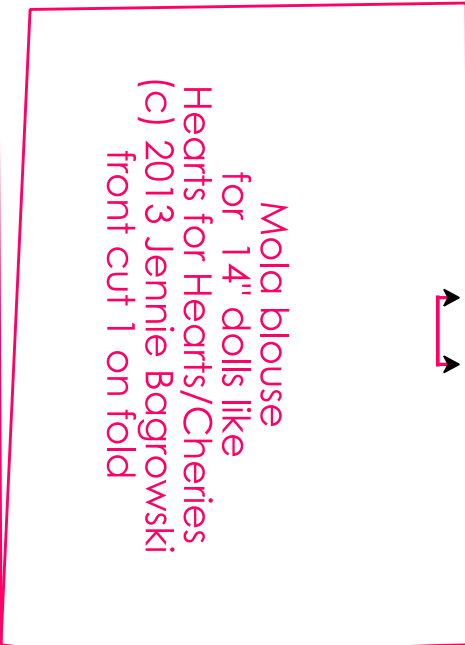 Mola blouse
for 14" dolls like
Hearts for Hearts/Cheries
(c) 2013 Jennie Bagrowski
front cut 1 on fold